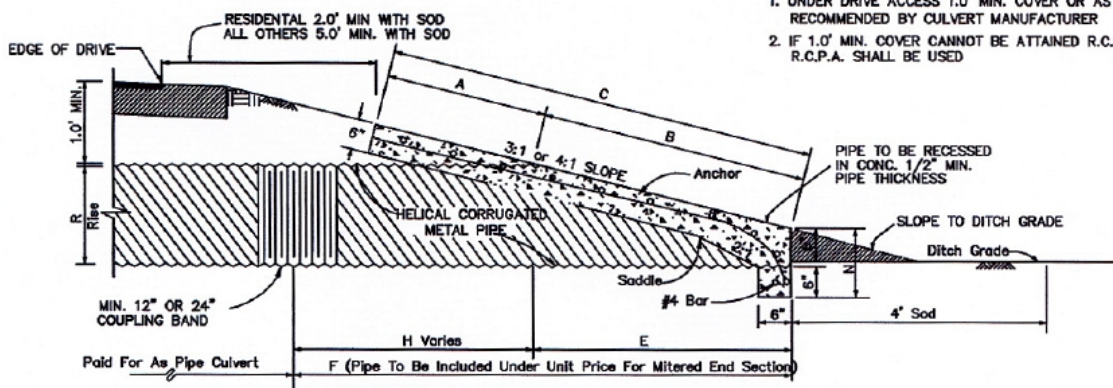 1. UNDER DRIVE ACCESS 1.0' MIN. COVER OR AS
RECOMMENDED BY CULVERT MANUFACTURER
2. IF 1.0' MIN. COVER CANNOT BE ATTAINED R.C.
R.C.P.A. SHALL BE USED
RESIDENTAL 2.0' MIN WITH SOD
ALL OTHERS 5.0' MIN. WITH SOD
EDGE OF DRIVE
1.0' MIN.
A
C
B
6"
3:1 or 4:1 SLOPE
Anchor
PIPE TO BE RECESSED
IN CONC. 1/2" MIN.
PIPE THICKNESS
R
Rise
HELICAL CORRUGATED
METAL PIPE
SLOPE TO DITCH GRADE
Ditch Grade
2:1
Saddle
#4 Bar
N
6"
6"
4' Sod
MIN. 12" OR 24"
COUPLING BAND
H Varies
E
Paid For As Pipe Culvert
F (Pipe To Be Included Under Unit Price For Mitered End Section)